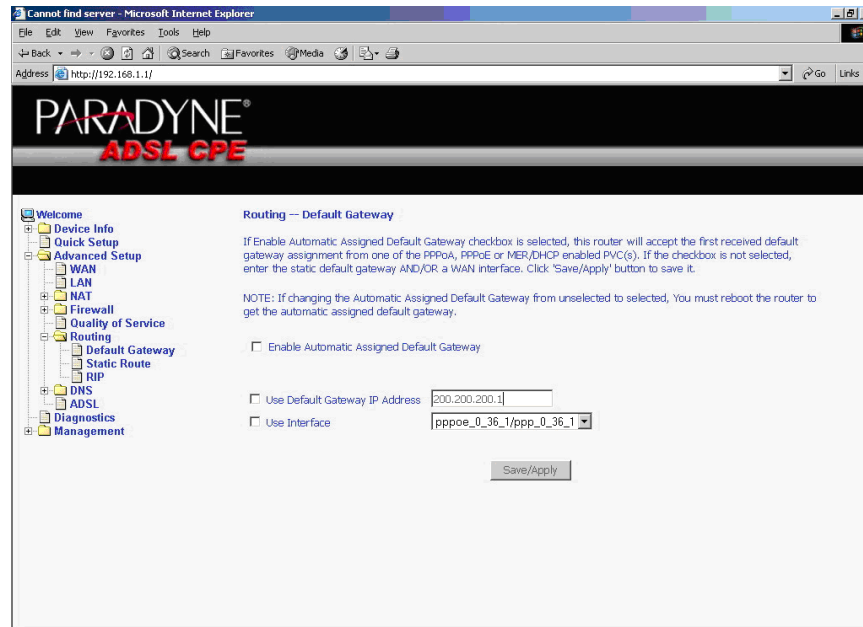 Cannot find server - Microsoft Internet Explorer
File Edit View Favorites Tools Help
Back Search Favorites Media
Address http://192.168.1.1/ Go Links
PARADYNE®
ADSL CPE
Welcome
Device Info
Quick Setup
Advanced Setup
WAN
LAN
NAT
Firewall
Quality of Service
Routing
Default Gateway
Static Route
RIP
DNS
ADSL
Diagnostics
Management
Routing -- Default Gateway
If Enable Automatic Assigned Default Gateway checkbox is selected, this router will accept the first received default
gateway assignment from one of the PPPoA, PPPoE or MER/DHCP enabled PVC(s). If the checkbox is not selected,
enter the static default gateway AND/OR a WAN interface. Click 'Save/Apply' button to save it.
NOTE: If changing the Automatic Assigned Default Gateway from unselected to selected, You must reboot the router to
get the automatic assigned default gateway.
Enable Automatic Assigned Default Gateway
Use Default Gateway IP Address 200.200.200.1
Use Interface pppoe_0_36_1/ppp_0_36_1
Save/Apply